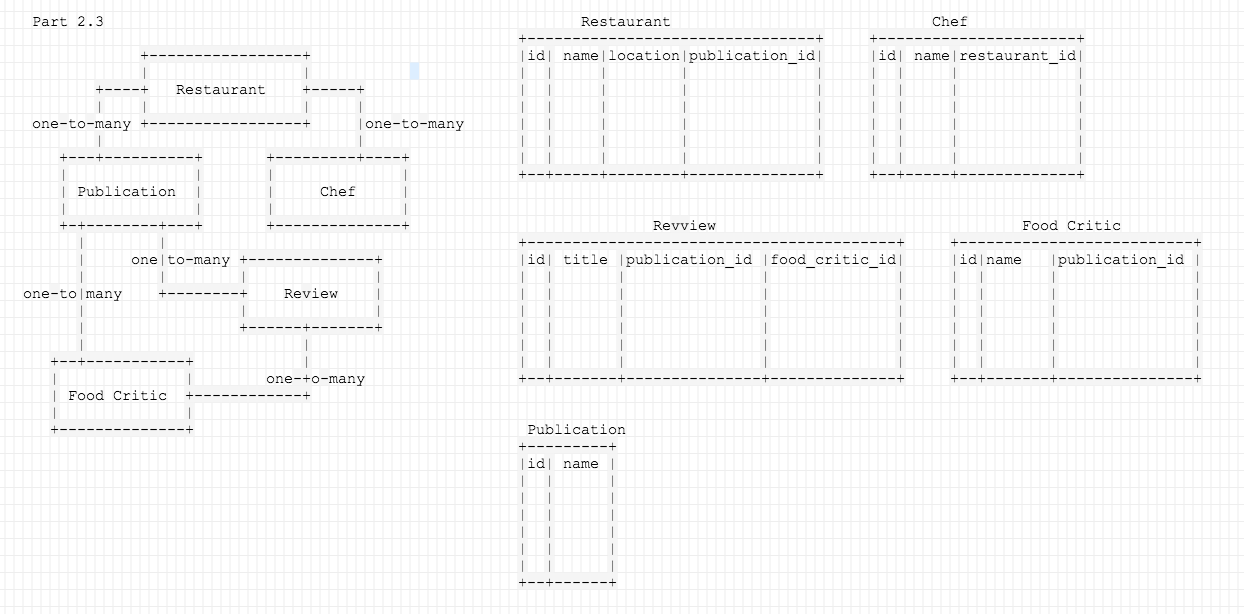 Part 2.3
Restaurant
one-to-many
one-to-many
Publication
Chef
one to-many
one-to many
Review
one-o-many
Food Critic
Restaurant
id name location publication_id
Chef
id name restaurant_id
Revview
id title publication_id food_critic_id
Food Critic
id name publication_id
Publication
id name